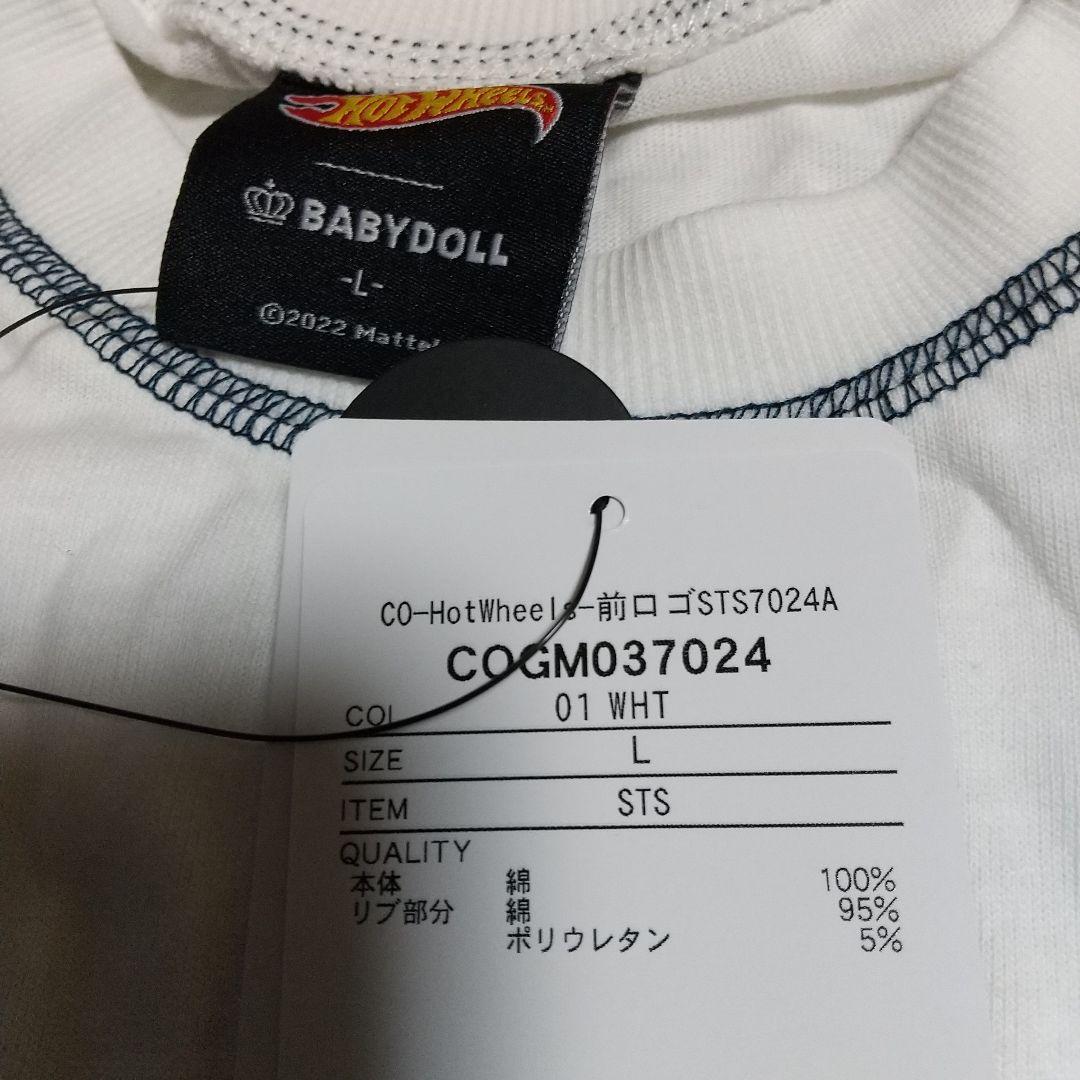 HOT WHEELS
BABYDOLL
-L-
©2022 Mattel
CO-HotWheels-前ロゴSTS7024A
COGM037024
COL 01 WHT
SIZE L
ITEM STS
QUALITY
本体 綿 100%
リブ部分 綿 95%
ポリウレタン 5%